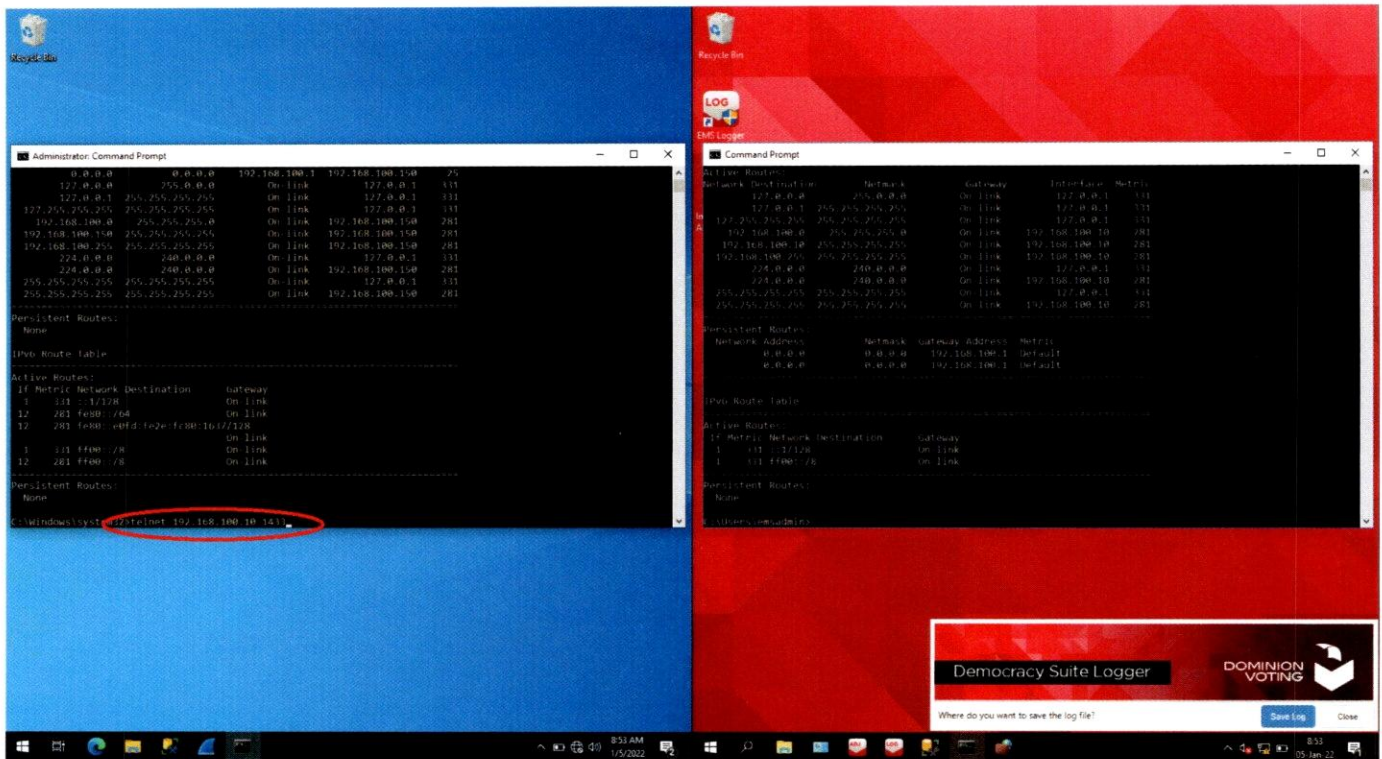 Recycle Bin
Administrator: Command Prompt
0.0.0.0 0.0.0.0 192.168.100.1 192.168.100.150 25
127.0.0.0 255.0.0.0 On-link 127.0.0.1 331
127.0.0.1 255.255.255.255 On-link 127.0.0.1 331
127.255.255.255 255.255.255.255 On-link 127.0.0.1 331
192.168.100.0 255.255.255.0 On-link 192.168.100.150 281
192.168.100.150 255.255.255.255 On-link 192.168.100.150 281
192.168.100.255 255.255.255.255 On-link 192.168.100.150 281
224.0.0.0 240.0.0.0 On-link 127.0.0.1 331
224.0.0.0 240.0.0.0 On-link 192.168.100.150 281
255.255.255.255 255.255.255.255 On-link 127.0.0.1 331
255.255.255.255 255.255.255.255 On-link 192.168.100.150 281
Persistent Routes:
None
IPv6 Route Table
Active Routes:
If Metric Network Destination Gateway
1 331 ::1/128 On-link
12 281 fe80::/64 On-link
12 281 fe80::e0fd:fe2e:fc80:1637/128
On-link
1 331 ff00::/8 On-link
12 281 ff00::/8 On-link
Persistent Routes:
None
C:\Windows\system32>telnet 192.168.100.10 1433
8:53 AM
1/5/2022
Recycle Bin
LOG
EMS Logger
Command Prompt
Active Routes:
Network Destination Netmask Gateway Interface Metric
127.0.0.0 255.0.0.0 On-link 127.0.0.1 331
127.0.0.1 255.255.255.255 On-link 127.0.0.1 331
127.255.255.255 255.255.255.255 On-link 127.0.0.1 331
192.168.100.0 255.255.255.0 On-link 192.168.100.10 281
192.168.100.10 255.255.255.255 On-link 192.168.100.10 281
192.168.100.255 255.255.255.255 On-link 192.168.100.10 281
224.0.0.0 240.0.0.0 On-link 127.0.0.1 331
224.0.0.0 240.0.0.0 On-link 192.168.100.10 281
255.255.255.255 255.255.255.255 On-link 127.0.0.1 331
255.255.255.255 255.255.255.255 On-link 192.168.100.10 281
Persistent Routes:
Network Address Netmask Gateway Address Metric
0.0.0.0 0.0.0.0 192.168.100.1 Default
0.0.0.0 0.0.0.0 192.168.100.1 Default
IPv6 Route Table
Active Routes:
If Metric Network Destination Gateway
1 331 ::1/128 On-link
1 331 ff00::/8 On-link
Persistent Routes:
None
C:\Users\emsadmin>
Democracy Suite Logger
DOMINION
VOTING
Where do you want to save the log file?
Save Log Close
8:53
05-Jan-22